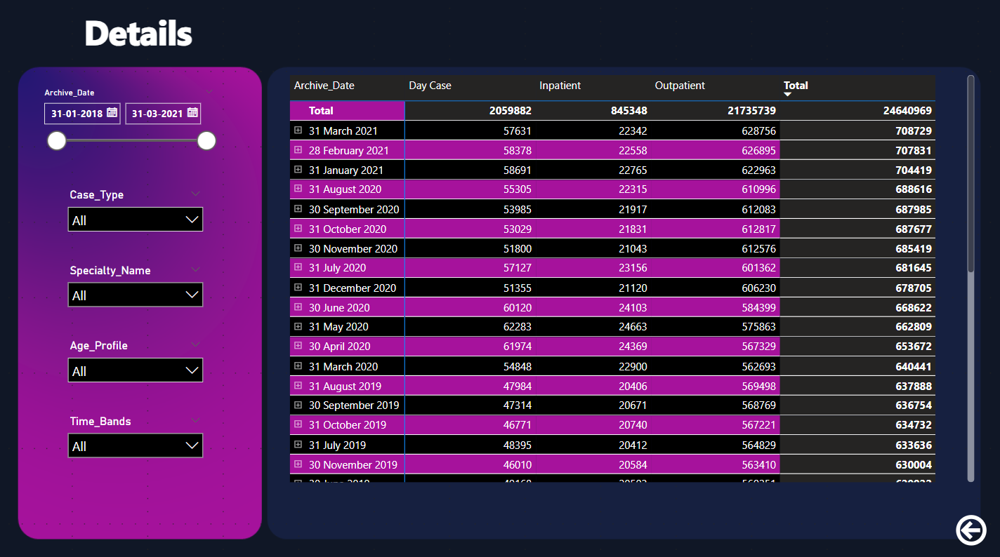 Details
Archive_Date
31-01-2018 31-03-2021
Case_Type
All
Specialty_Name
All
Age_Profile
All
Time_Bands
All
Archive_Date Day Case Inpatient Outpatient Total
Total 2059882 845348 21735739 24640969
31 March 2021 57631 22342 628756 708729
28 February 2021 58378 22558 626895 707831
31 January 2021 58691 22765 622963 704419
31 August 2020 55305 22315 610996 688616
30 September 2020 53985 21917 612083 687985
31 October 2020 53029 21831 612817 687677
30 November 2020 51800 21043 612576 685419
31 July 2020 57127 23156 601362 681645
31 December 2020 51355 21120 606230 678705
30 June 2020 60120 24103 584399 668622
31 May 2020 62283 24663 575863 662809
30 April 2020 61974 24369 567329 653672
31 March 2020 54848 22900 562693 640441
31 August 2019 47984 20406 569498 637888
30 September 2019 47314 20671 568769 636754
31 October 2019 46771 20740 567221 634732
31 July 2019 48395 20412 564829 633636
30 November 2019 46010 20584 563410 630004